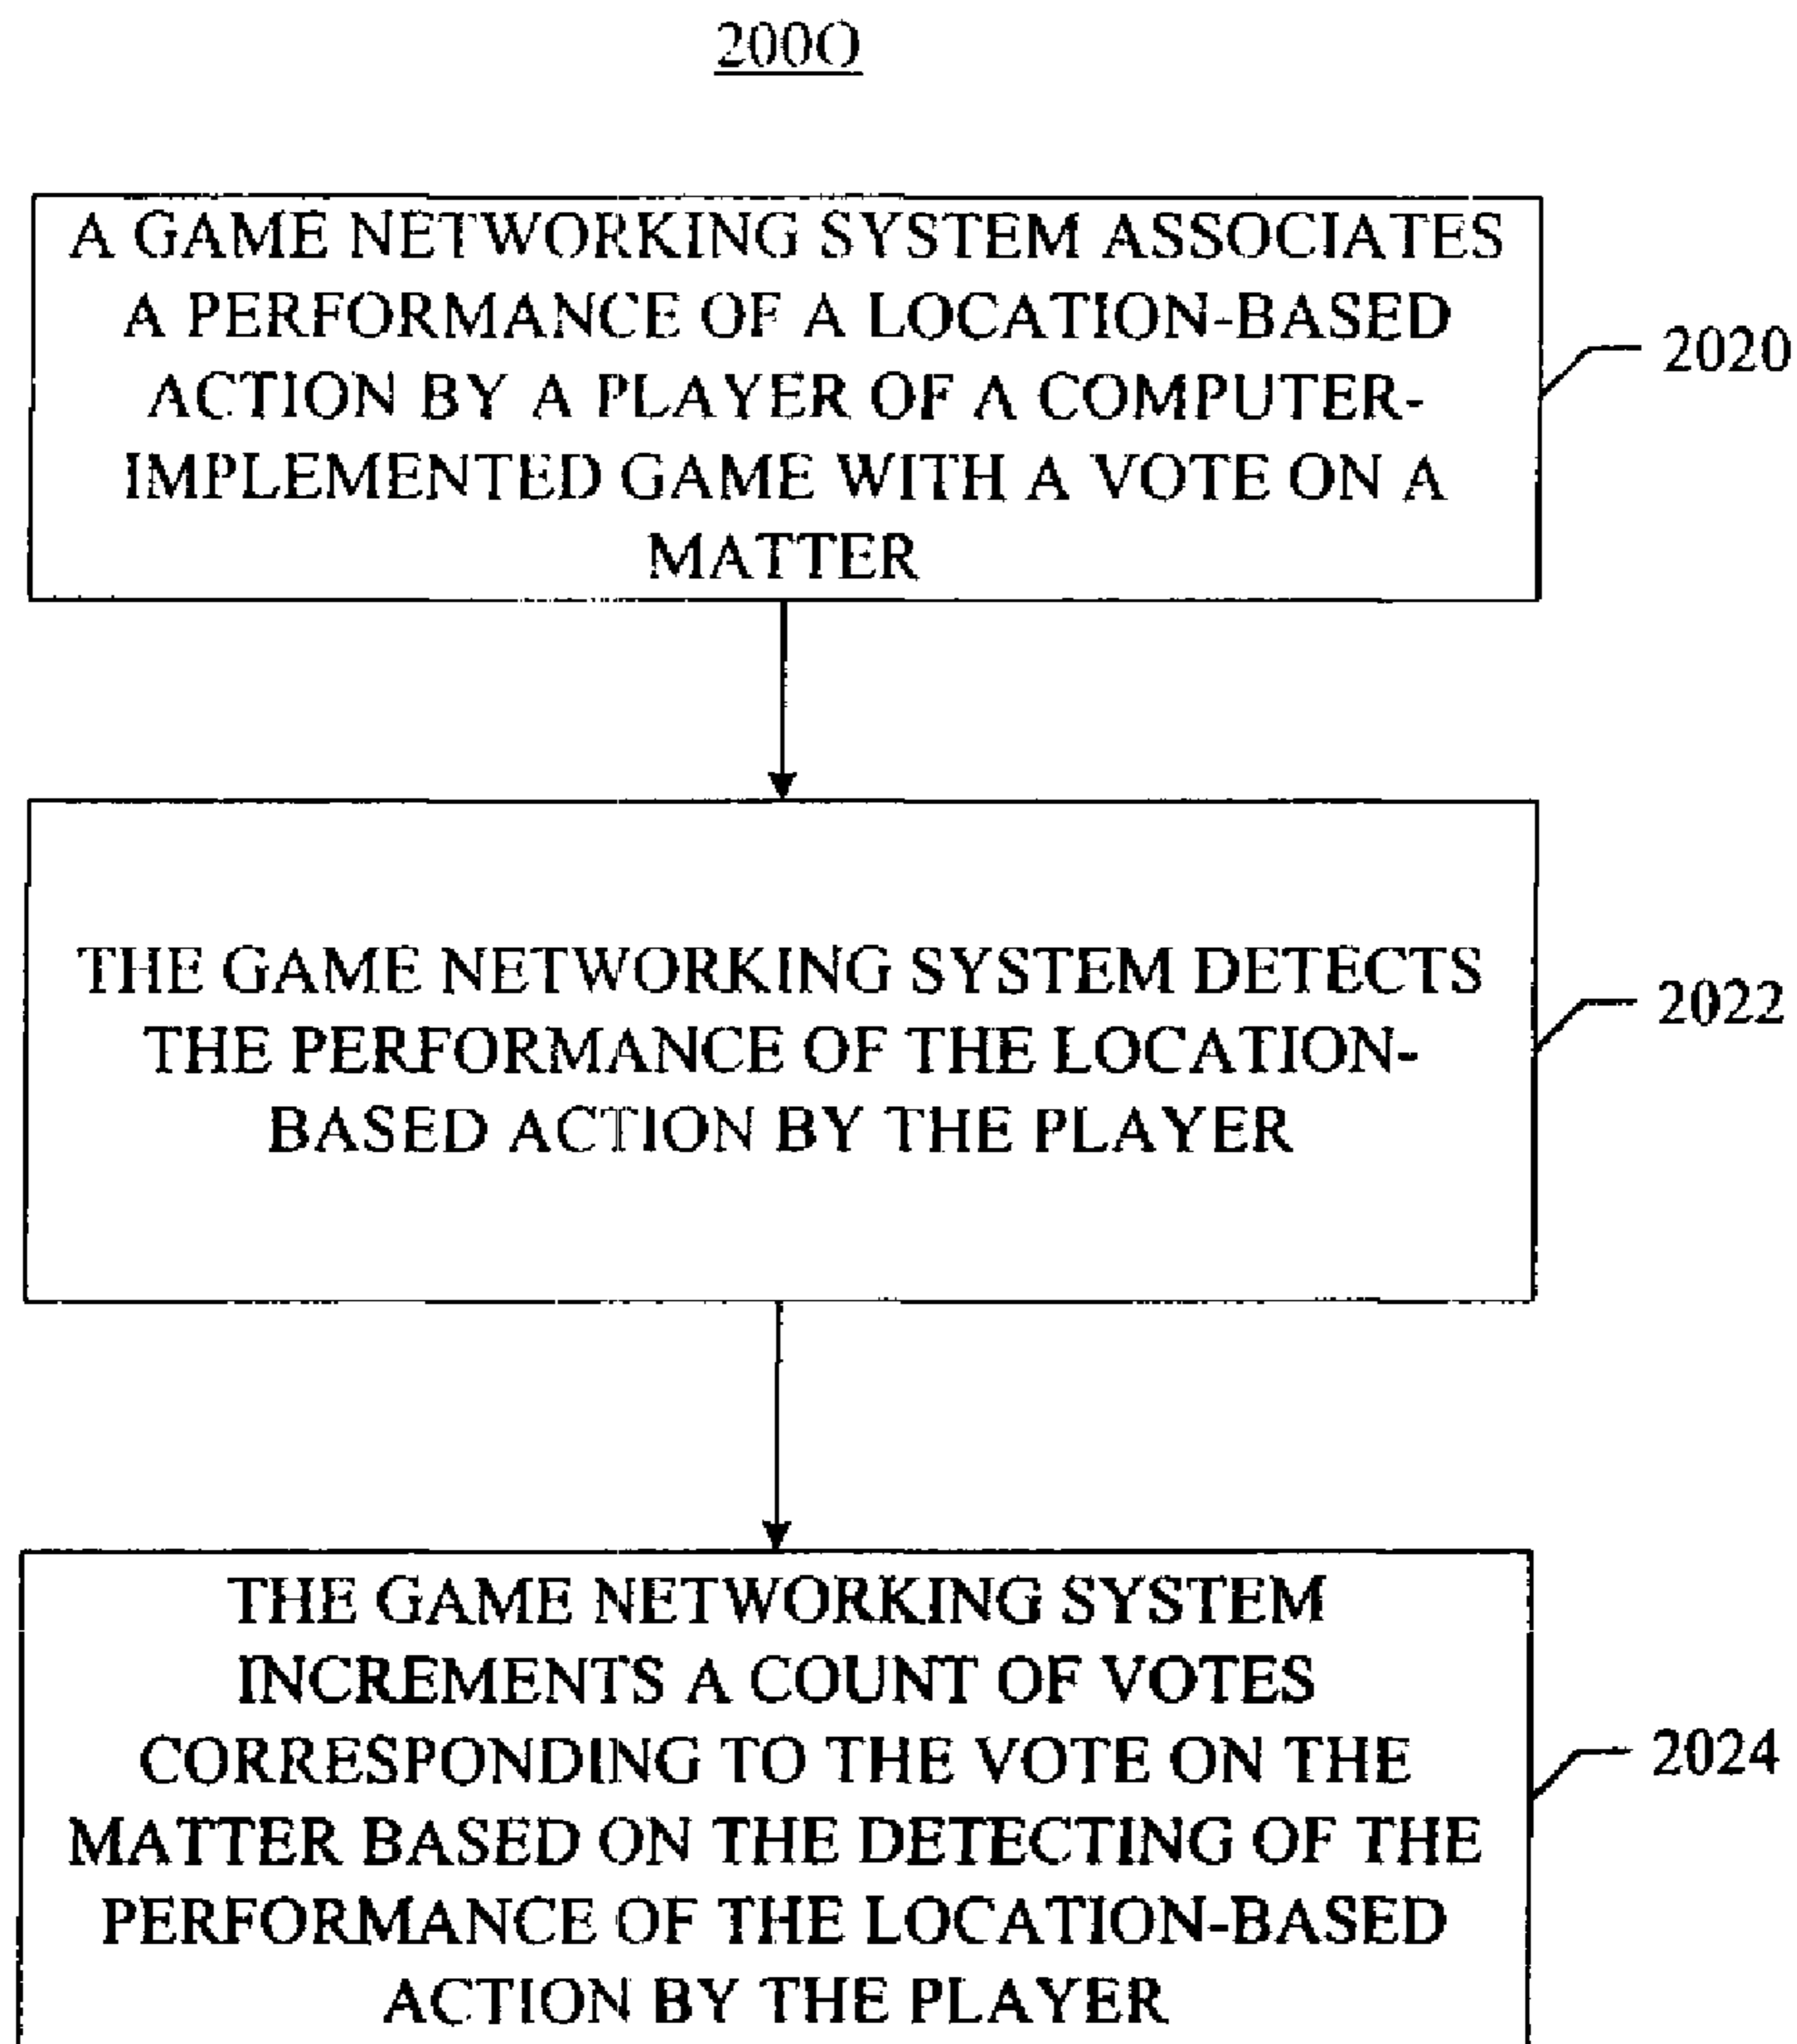 2000
A GAME NETWORKING SYSTEM ASSOCIATES
A PERFORMANCE OF A LOCATION-BASED
ACTION BY A PLAYER OF A COMPUTER-
IMPLEMENTED GAME WITH A VOTE ON A
MATTER
2020
THE GAME NETWORKING SYSTEM DETECTS
THE PERFORMANCE OF THE LOCATION-
BASED ACTION BY THE PLAYER
2022
THE GAME NETWORKING SYSTEM
INCREMENTS A COUNT OF VOTES
CORRESPONDING TO THE VOTE ON THE
MATTER BASED ON THE DETECTING OF THE
PERFORMANCE OF THE LOCATION-BASED
ACTION BY THE PLAYER
2024